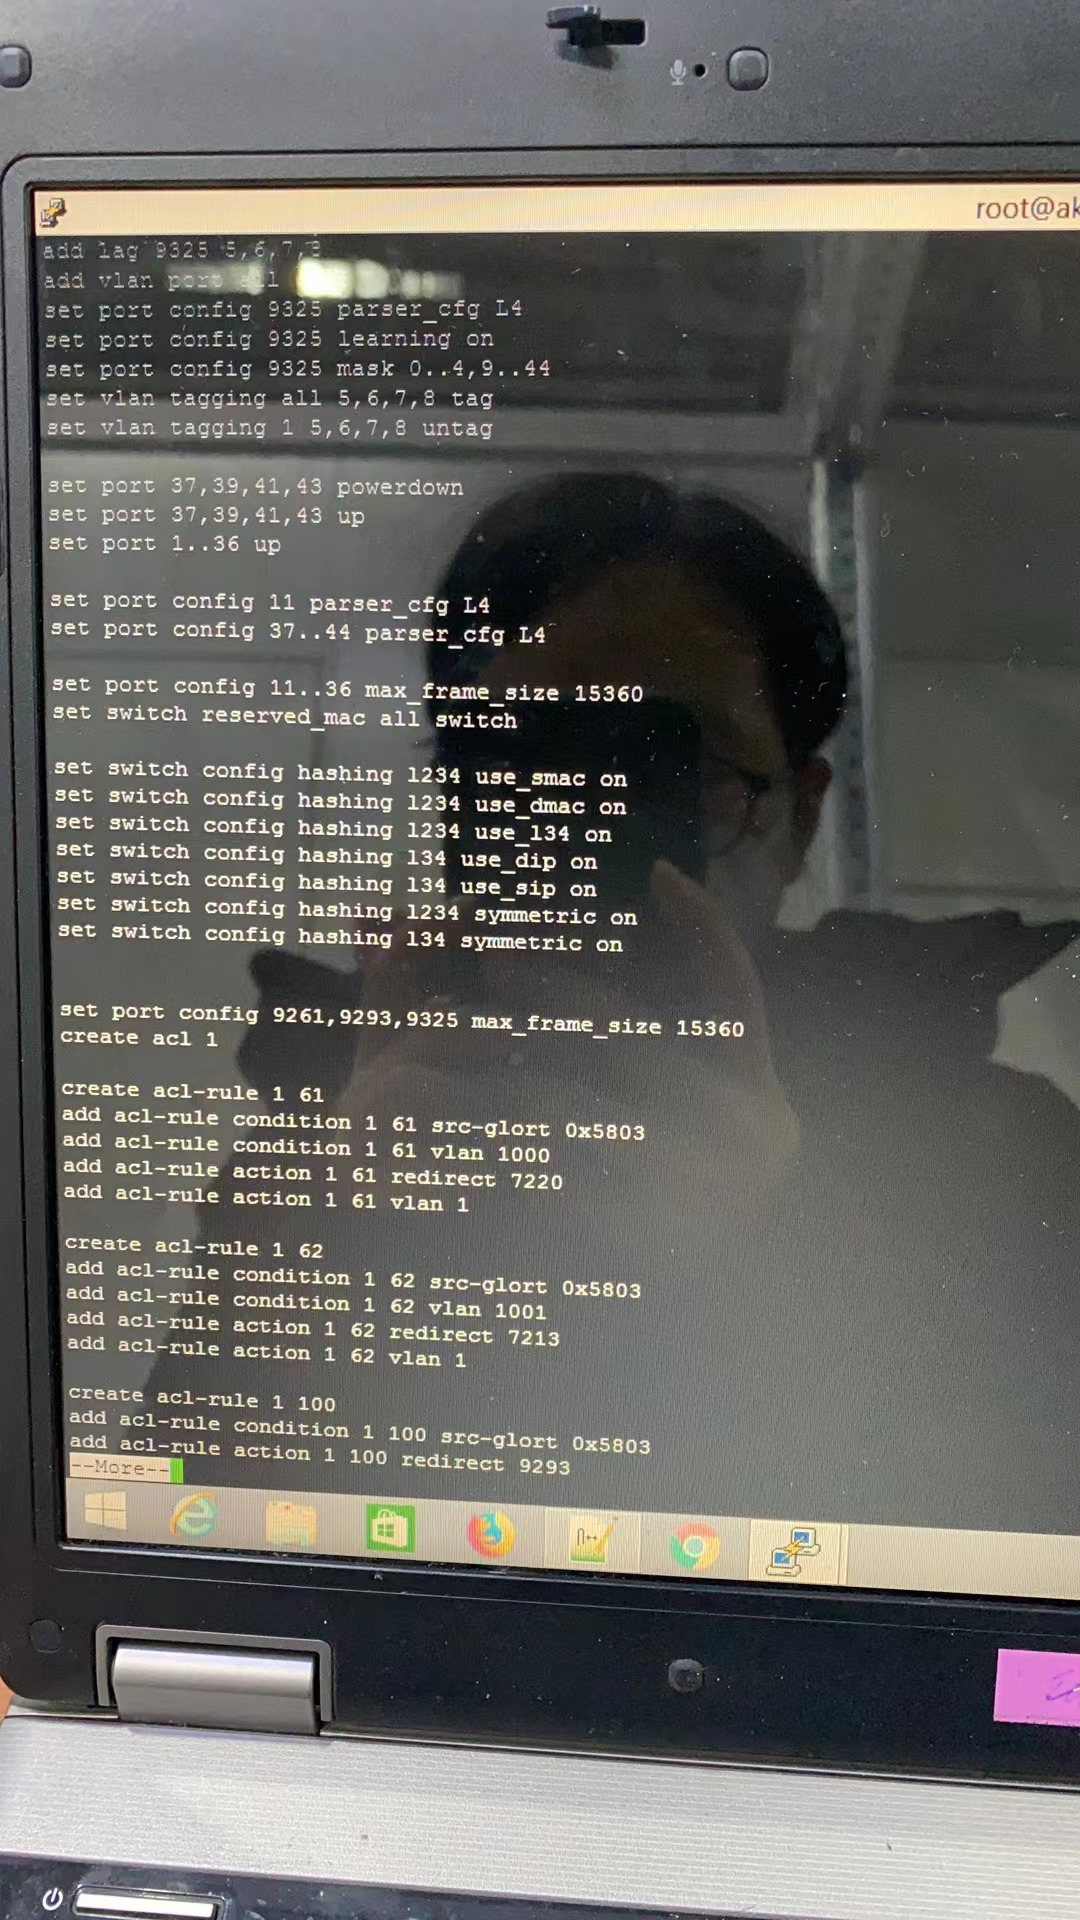 root@ak
add lag 9325 5,6,7,8
add vlan port all
set port config 9325 parser_cfg L4
set port config 9325 learning on
set port config 9325 mask 0..4,9..44
set vlan tagging all 5,6,7,8 tag
set vlan tagging 1 5,6,7,8 untag
set port 37,39,41,43 powerdown
set port 37,39,41,43 up
set port 1..36 up
set port config 11 parser_cfg L4
set port config 37..44 parser_cfg L4
set port config 11..36 max_frame_size 15360
set switch reserved_mac all switch
set switch config hashing l234 use_smac on
set switch config hashing l234 use_dmac on
set switch config hashing l234 use_l34 on
set switch config hashing l34 use_dip on
set switch config hashing l34 use_sip on
set switch config hashing l234 symmetric on
set switch config hashing l34 symmetric on
set port config 9261,9293,9325 max_frame_size 15360
create acl 1
create acl-rule 1 61
add acl-rule condition 1 61 src-glort 0x5803
add acl-rule condition 1 61 vlan 1000
add acl-rule action 1 61 redirect 7220
add acl-rule action 1 61 vlan 1
create acl-rule 1 62
add acl-rule condition 1 62 src-glort 0x5803
add acl-rule condition 1 62 vlan 1001
add acl-rule action 1 62 redirect 7213
add acl-rule action 1 62 vlan 1
create acl-rule 1 100
add acl-rule condition 1 100 src-glort 0x5803
add acl-rule action 1 100 redirect 9293
--More--